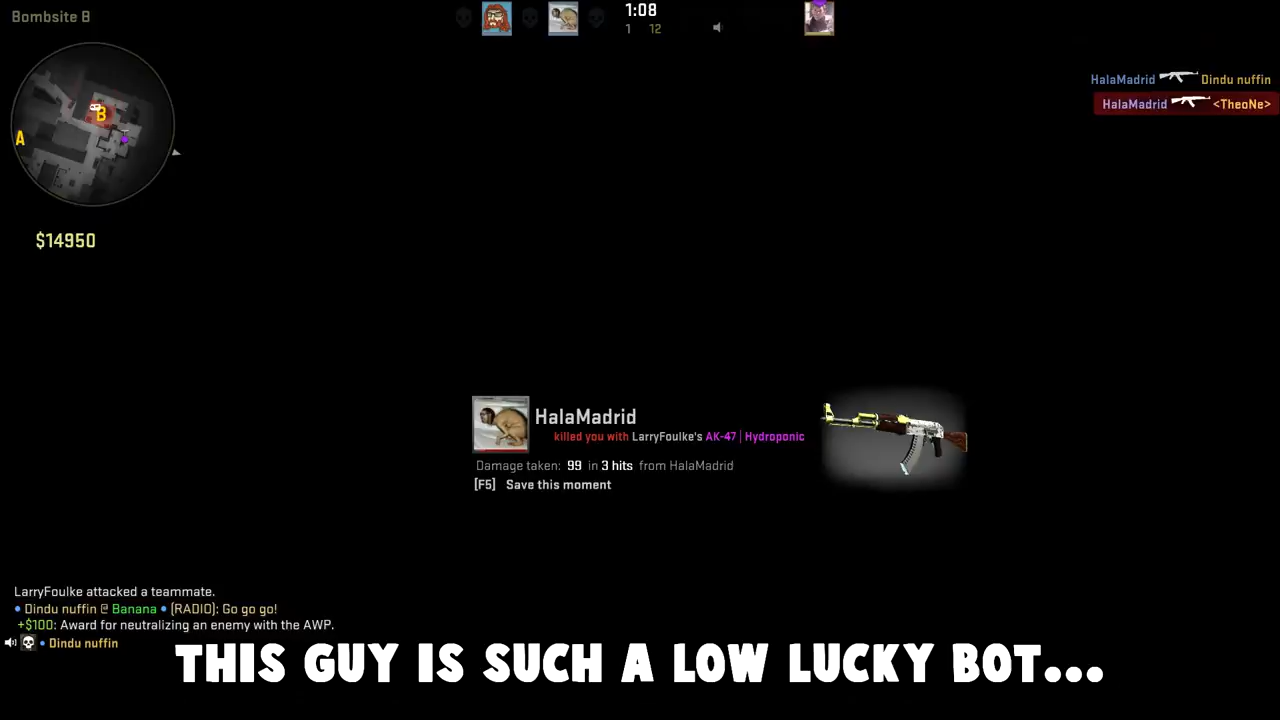 Bombsite B
1:08
1 12
A
B
$14950
HalaMadrid Dindu nuffin
HalaMadrid <TheoNe>
HalaMadrid
killed you with LarryFoulke's AK-47 | Hydroponic
Damage taken: 99 in 3 hits from HalaMadrid
[F5] Save this moment
LarryFoulke attacked a teammate.
• Dindu nuffin @ Banana • (RADIO): Go go go!
+$100: Award for neutralizing an enemy with the AWP.
• Dindu nuffin
THIS GUY IS SUCH A LOW LUCKY BOT...